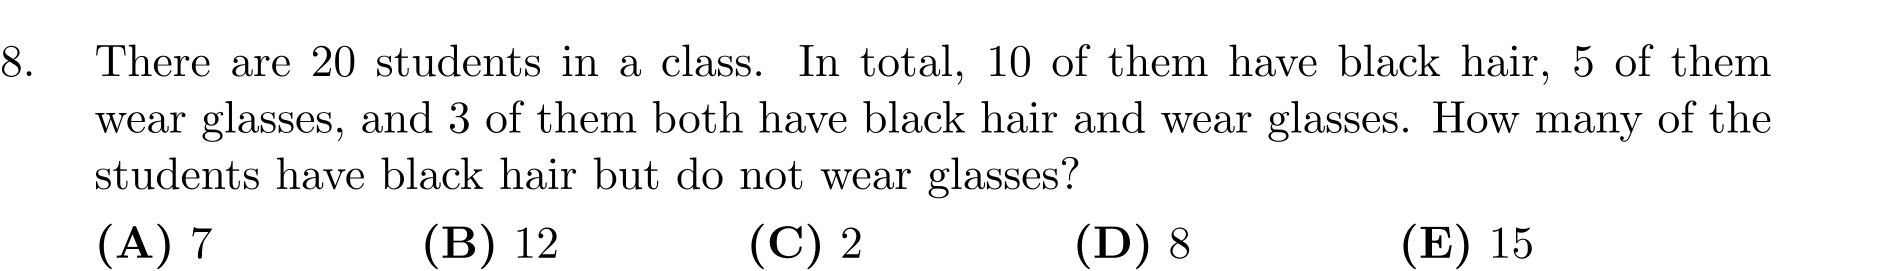 8. There are 20 students in a class. In total, 10 of them have black hair, 5 of them
wear glasses, and 3 of them both have black hair and wear glasses. How many of the
students have black hair but do not wear glasses?
(A) 7 (B) 12 (C) 2 (D) 8 (E) 15